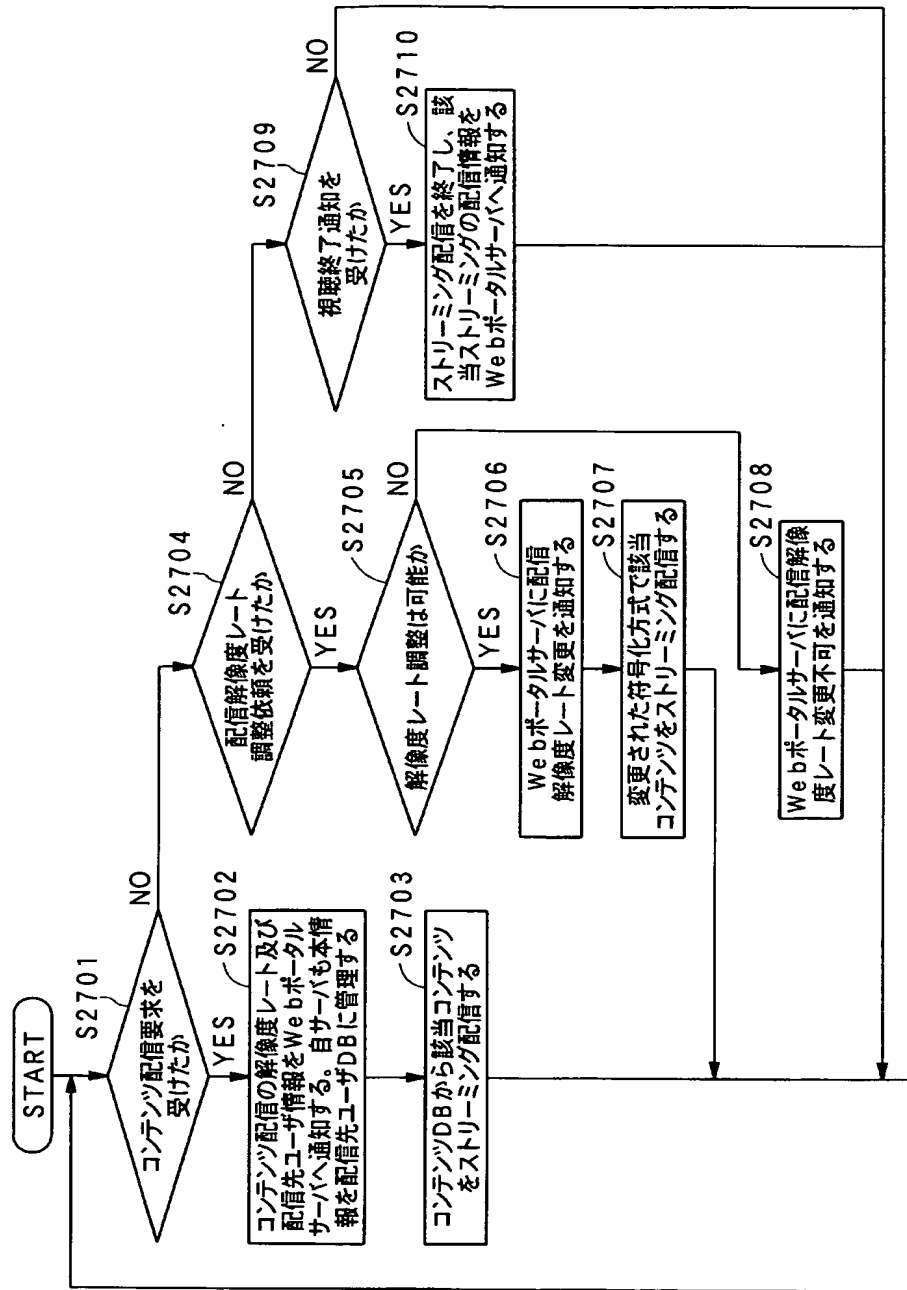 START
S2701
コンテンツ配信要求を
受けたか
NO
YES
S2702
コンテンツ配信の解像度レート及び
配信先ユーザ情報をWebポータル
サーバへ通知する。自サーバも本情
報を配信先ユーザDBに管理する
S2703
コンテンツDBから該当コンテンツ
をストリーミング配信する
S2704
配信解像度レート
調整依頼を受けたか
NO
YES
S2705
解像度レート調整は可能か
NO
YES
S2706
Webポータルサーバに配信
解像度レート変更を通知する
S2707
変更された符号化方式で該当
コンテンツをストリーミング配信する
S2708
Webポータルサーバに配信解像
度レート変更不可を通知する
S2709
視聴終了通知を
受けたか
NO
YES
S2710
ストリーミング配信を終了し、該
当ストリーミングの配信情報を
Webポータルサーバへ通知する